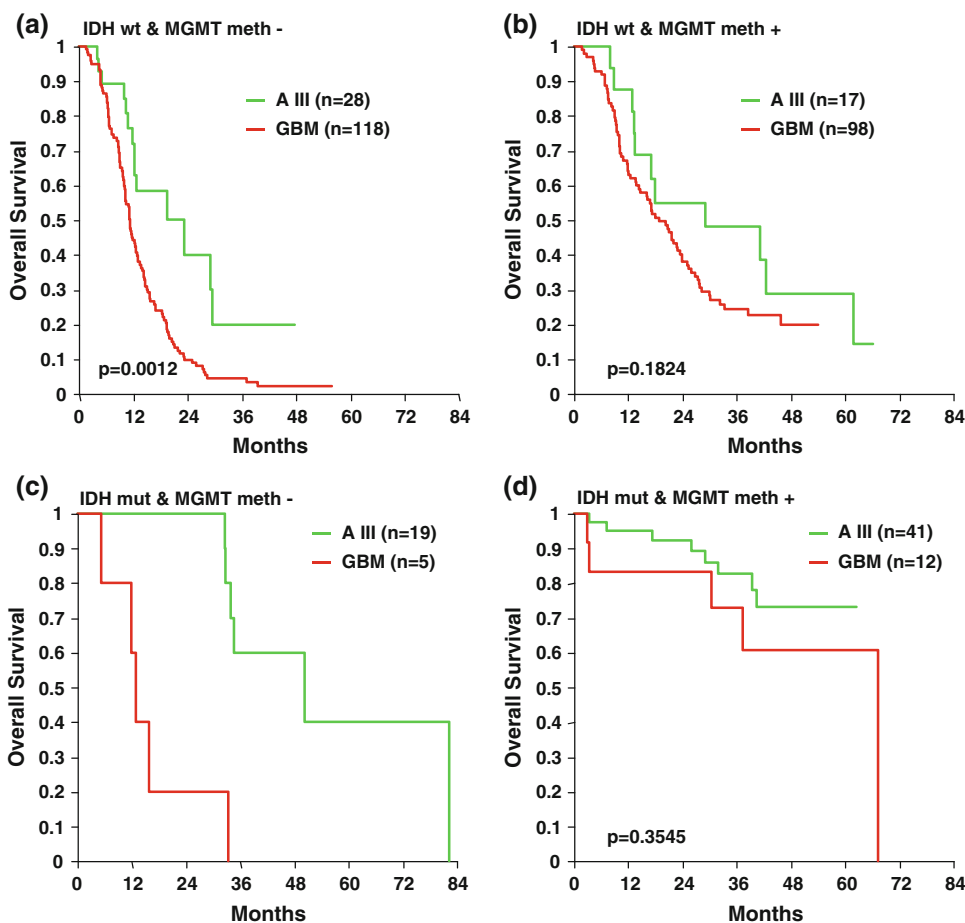 (a) IDH wt & MGMT meth -
1
0.9
0.8
0.7
0.6
0.5
0.4
0.3
0.2
0.1
0
Overall Survival
A III (n=28)
GBM (n=118)
p=0.0012
0 12 24 36 48 60 72 84
Months
(b) IDH wt & MGMT meth +
1
0.9
0.8
0.7
0.6
0.5
0.4
0.3
0.2
0.1
0
Overall Survival
A III (n=17)
GBM (n=98)
p=0.1824
0 12 24 36 48 60 72 84
Months
(c) IDH mut & MGMT meth -
1
0.9
0.8
0.7
0.6
0.5
0.4
0.3
0.2
0.1
0
Overall Survival
A III (n=19)
GBM (n=5)
0 12 24 36 48 60 72 84
Months
(d) IDH mut & MGMT meth +
1
0.9
0.8
0.7
0.6
0.5
0.4
0.3
0.2
0.1
0
Overall Survival
A III (n=41)
GBM (n=12)
p=0.3545
0 12 24 36 48 60 72 84
Months